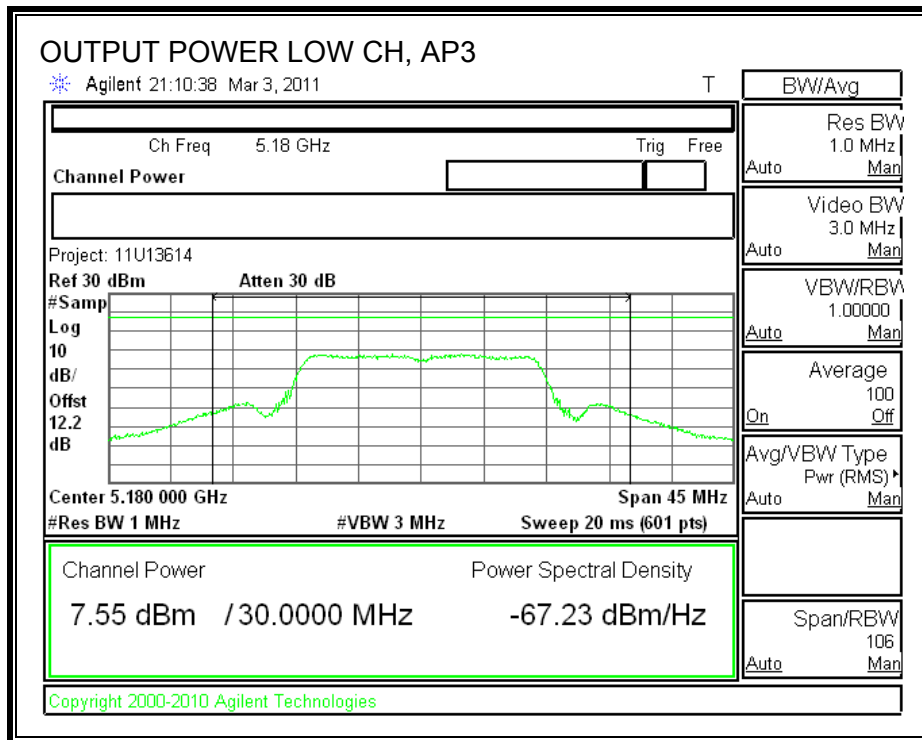 OUTPUT POWER LOW CH, AP3
Agilent 21:10:38 Mar 3, 2011 T
Ch Freq 5.18 GHz Trig Free
Channel Power
Project: 11U13614
Ref 30 dBm Atten 30 dB
#Samp
Log
10
dB/
Offst
12.2
dB
Center 5.180 000 GHz Span 45 MHz
#Res BW 1 MHz #VBW 3 MHz Sweep 20 ms (601 pts)
Channel Power Power Spectral Density
7.55 dBm / 30.0000 MHz -67.23 dBm/Hz
Copyright 2000-2010 Agilent Technologies
BW/Avg
Res BW
1.0 MHz
Auto Man
Video BW
3.0 MHz
Auto Man
VBW/RBW
1.00000
Auto Man
Average
100
On Off
Avg/VBW Type
Pwr (RMS)
Auto Man
Span/RBW
106
Auto Man